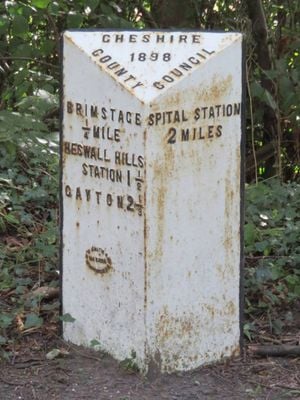 CHESHIRE
1898
COUNTY COUNCIL
BRIMSTAGE
¼ MILE
HESWALL HILLS
STATION 1½
GAYTON 2½
SPITAL STATION
2 MILES